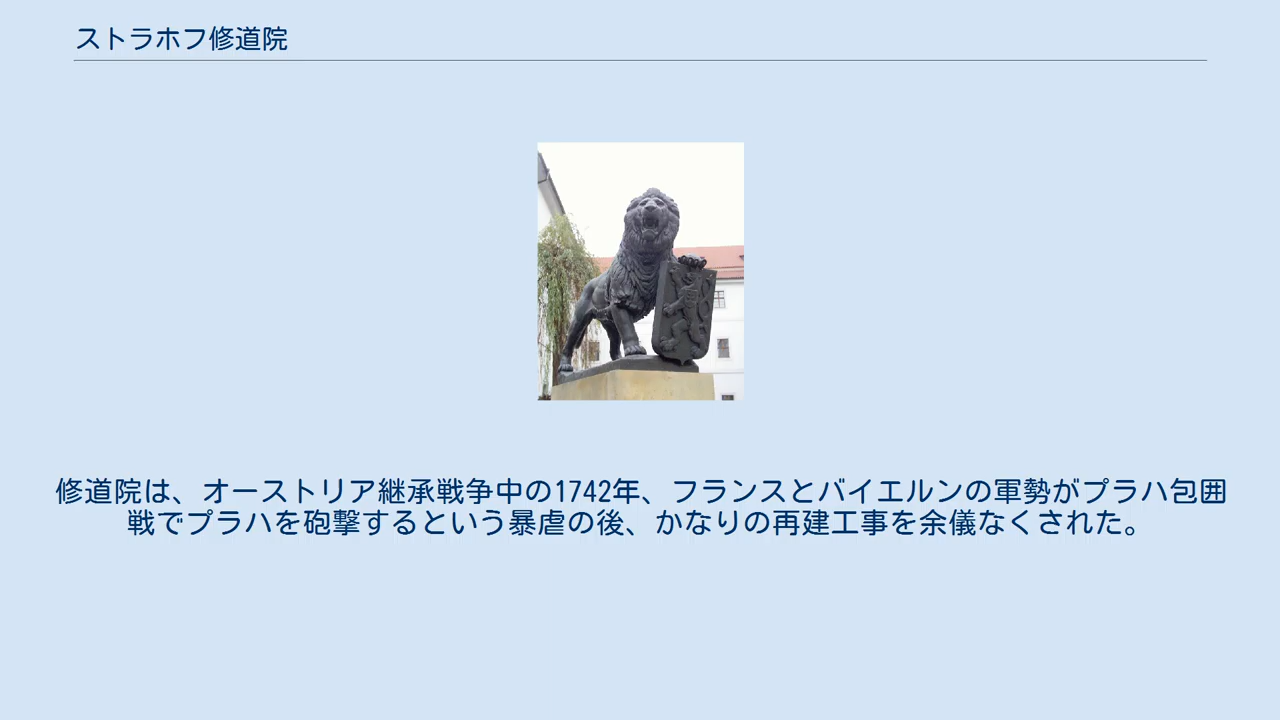 ストラホフ修道院
修道院は、オーストリア継承戦争中の1742年、フランスとバイエルンの軍勢がプラハ包囲
戦でプラハを砲撃するという暴虐の後、かなりの再建工事を余儀なくされた。